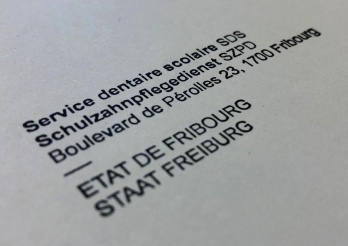 Service dentaire scolaire SDS
Schulzahnpflegedienst SZPD
Boulevard de Pérolles 23, 1700 Fribourg
—
ETAT DE FRIBOURG
STAAT FREIBURG